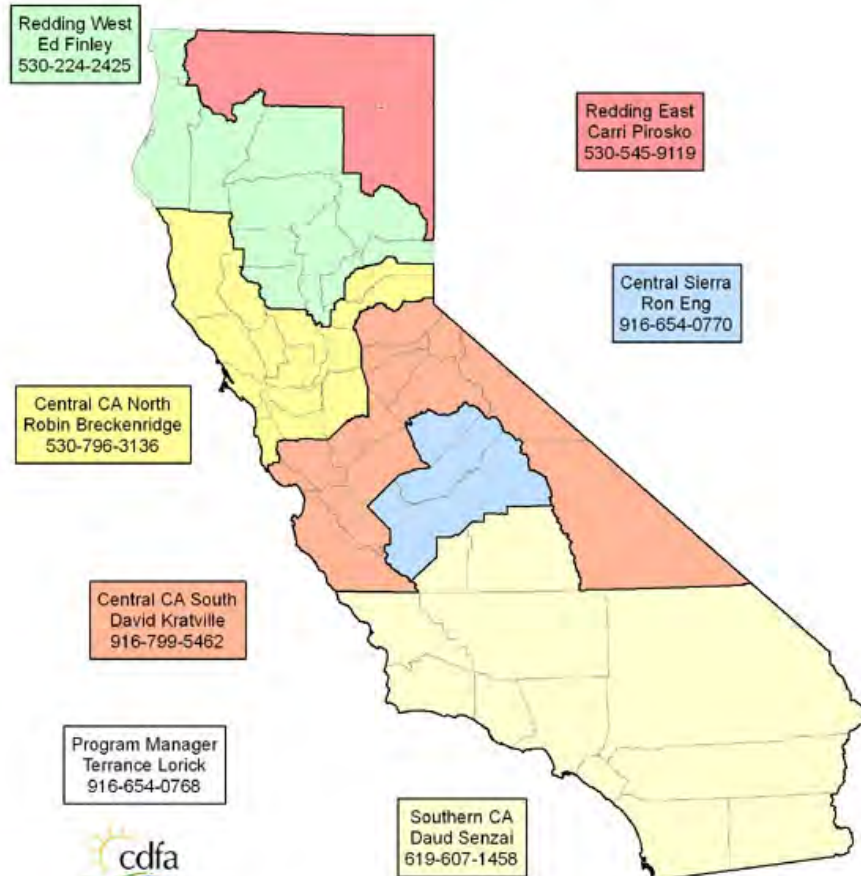 Redding West
Ed Finley
530-224-2425
Redding East
Carri Pirosko
530-545-9119
Central Sierra
Ron Eng
916-654-0770
Central CA North
Robin Breckenridge
530-796-3136
Central CA South
David Kratville
916-799-5462
Program Manager
Terrance Lorick
916-654-0768
Southern CA
Daud Senzai
619-607-1458
cdfa